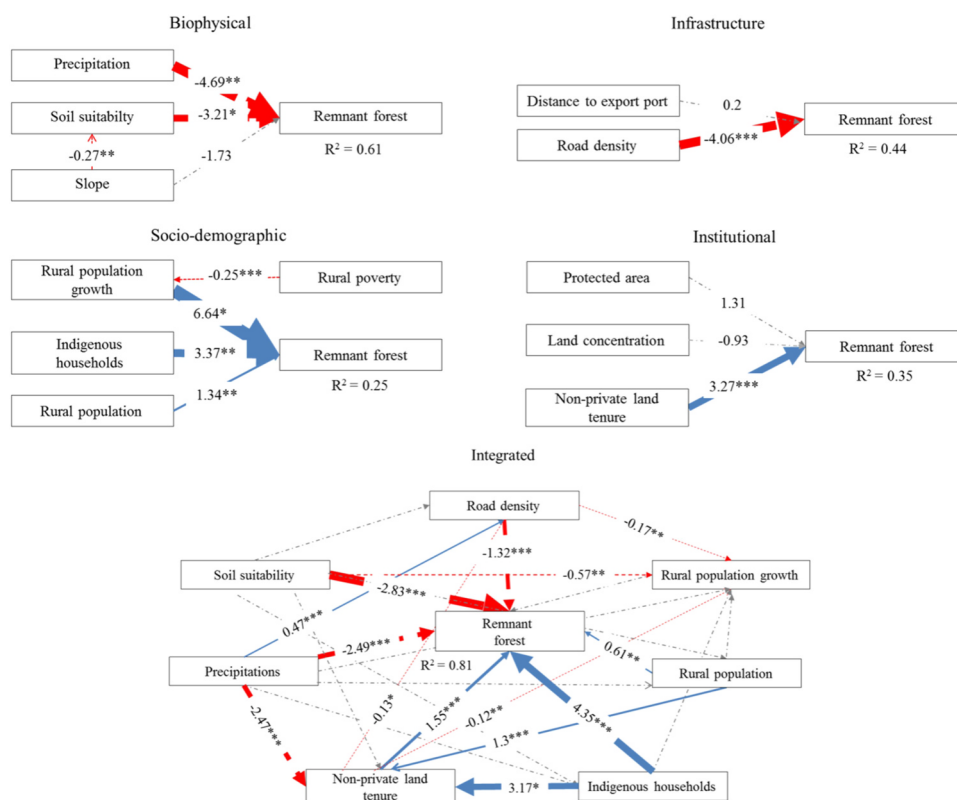 Biophysical
Precipitation
-4.69**
Soil suitabilty
-3.21*
Remnant forest
R² = 0.61
-0.27**
-1.73
Slope
Infrastructure
Distance to export port
0.2
Remnant forest
Road density
-4.06***
R² = 0.44
Socio-demographic
Rural population
growth
-0.25***
Rural poverty
6.64*
Indigenous
households
3.37**
Remnant forest
R² = 0.25
1.34**
Rural population
Institutional
Protected area
1.31
Land concentration
-0.93
Remnant forest
R² = 0.35
3.27***
Non-private land
tenure
Integrated
Road density
-0.17**
-1.32***
Soil suitability
-0.57**
Rural population growth
-2.83***
0.47***
Remnant
forest
-2.49***
0.61**
R² = 0.81
Precipitations
Rural population
-0.13*
1.55***
-0.12**
4.35***
-2.47***
1.3***
Non-private land
tenure
3.17*
Indigenous households